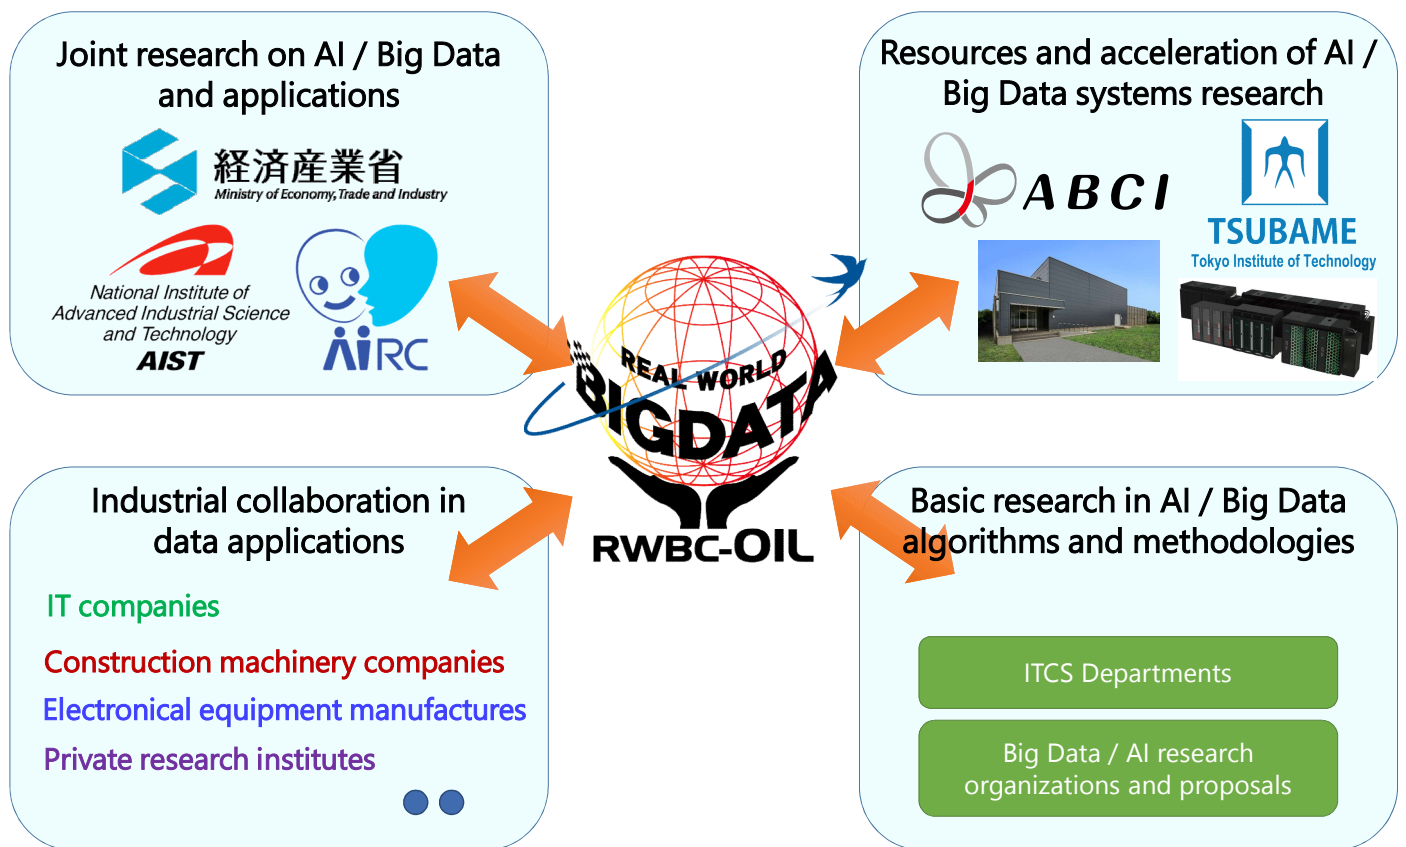 Joint research on AI / Big Data
and applications
経済産業省
Ministry of Economy, Trade and Industry
National Institute of
Advanced Industrial Science
and Technology
AIST
AIRC
Resources and acceleration of AI /
Big Data systems research
ABCI
TSUBAME
Tokyo Institute of Technology
REAL WORLD
BIGDATA
RWBC-OIL
Industrial collaboration in
data applications
IT companies
Construction machinery companies
Electronical equipment manufactures
Private research institutes
Basic research in AI / Big Data
algorithms and methodologies
ITCS Departments
Big Data / AI research
organizations and proposals